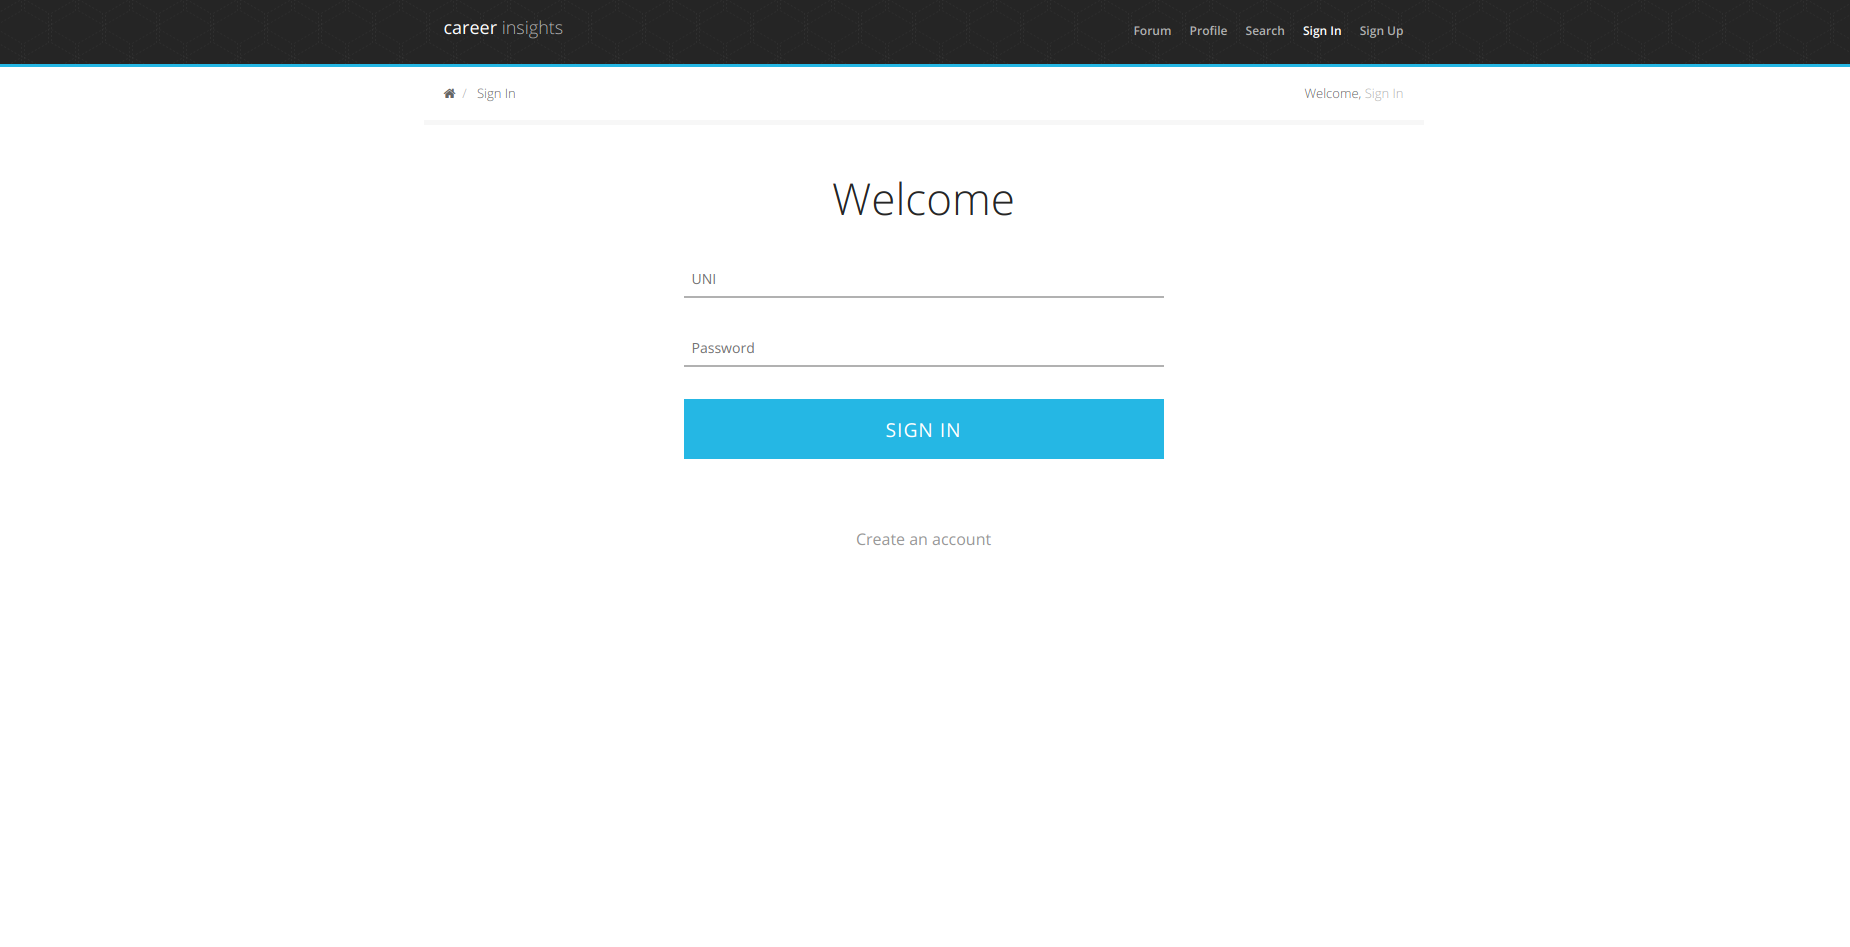 career insights
Forum Profile Search Sign In Sign Up
/ Sign In
Welcome, Sign In
Welcome
UNI
Password
SIGN IN
Create an account